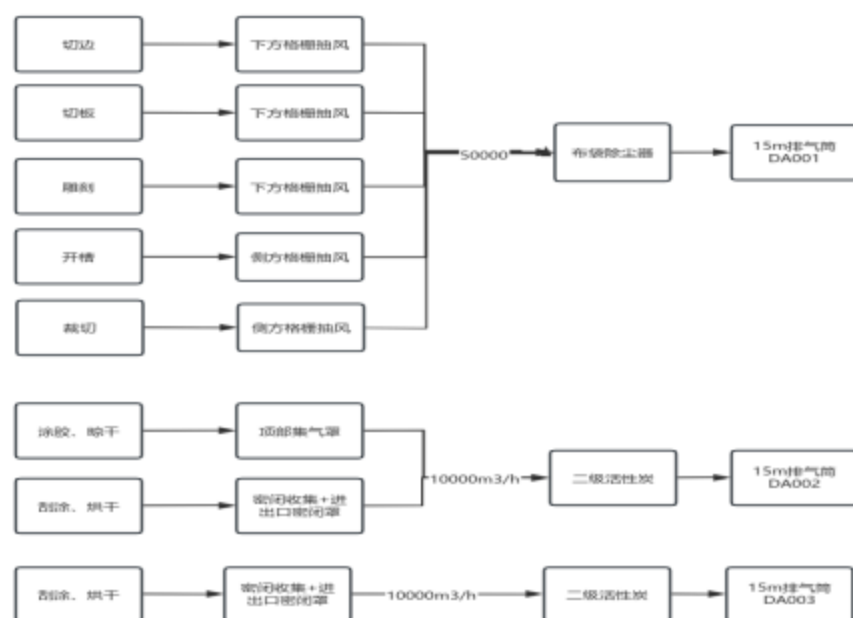 切边
下方格栅抽风
切板
下方格栅抽风
50000
布袋除尘器
15m排气筒
DA001
雕刻
下方格栅抽风
开槽
侧方格栅抽风
裁切
侧方格栅抽风
涂胶、晾干
顶部集气罩
10000m3/h
二级活性炭
15m排气筒
DA002
刮涂、烘干
密闭收集+进
出口密闭罩
刮涂、烘干
密闭收集+进
出口密闭罩
10000m3/h
二级活性炭
15m排气筒
DA003